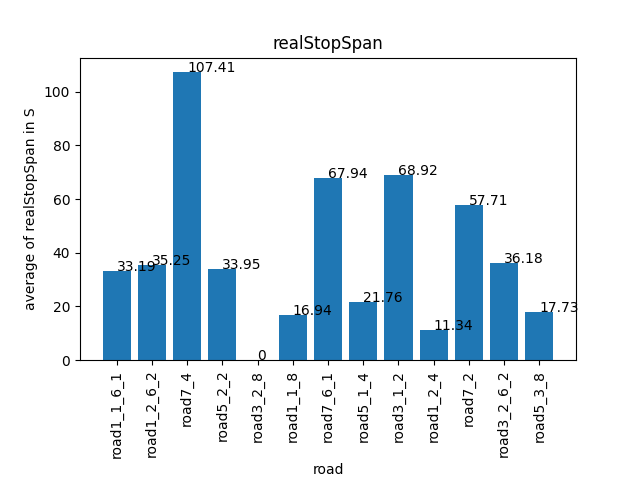 realStopSpan
average of realStopSpan in S
100
80
60
40
20
0
33.19
35.25
107.41
33.95
0
16.94
67.94
21.76
68.92
11.34
57.71
36.18
17.73
road1_1_6_1
road1_2_6_2
road7_4
road5_2_2
road3_2_8
road1_1_8
road7_6_1
road5_1_4
road3_1_2
road1_2_4
road7_2
road3_2_6_2
road5_3_8
road